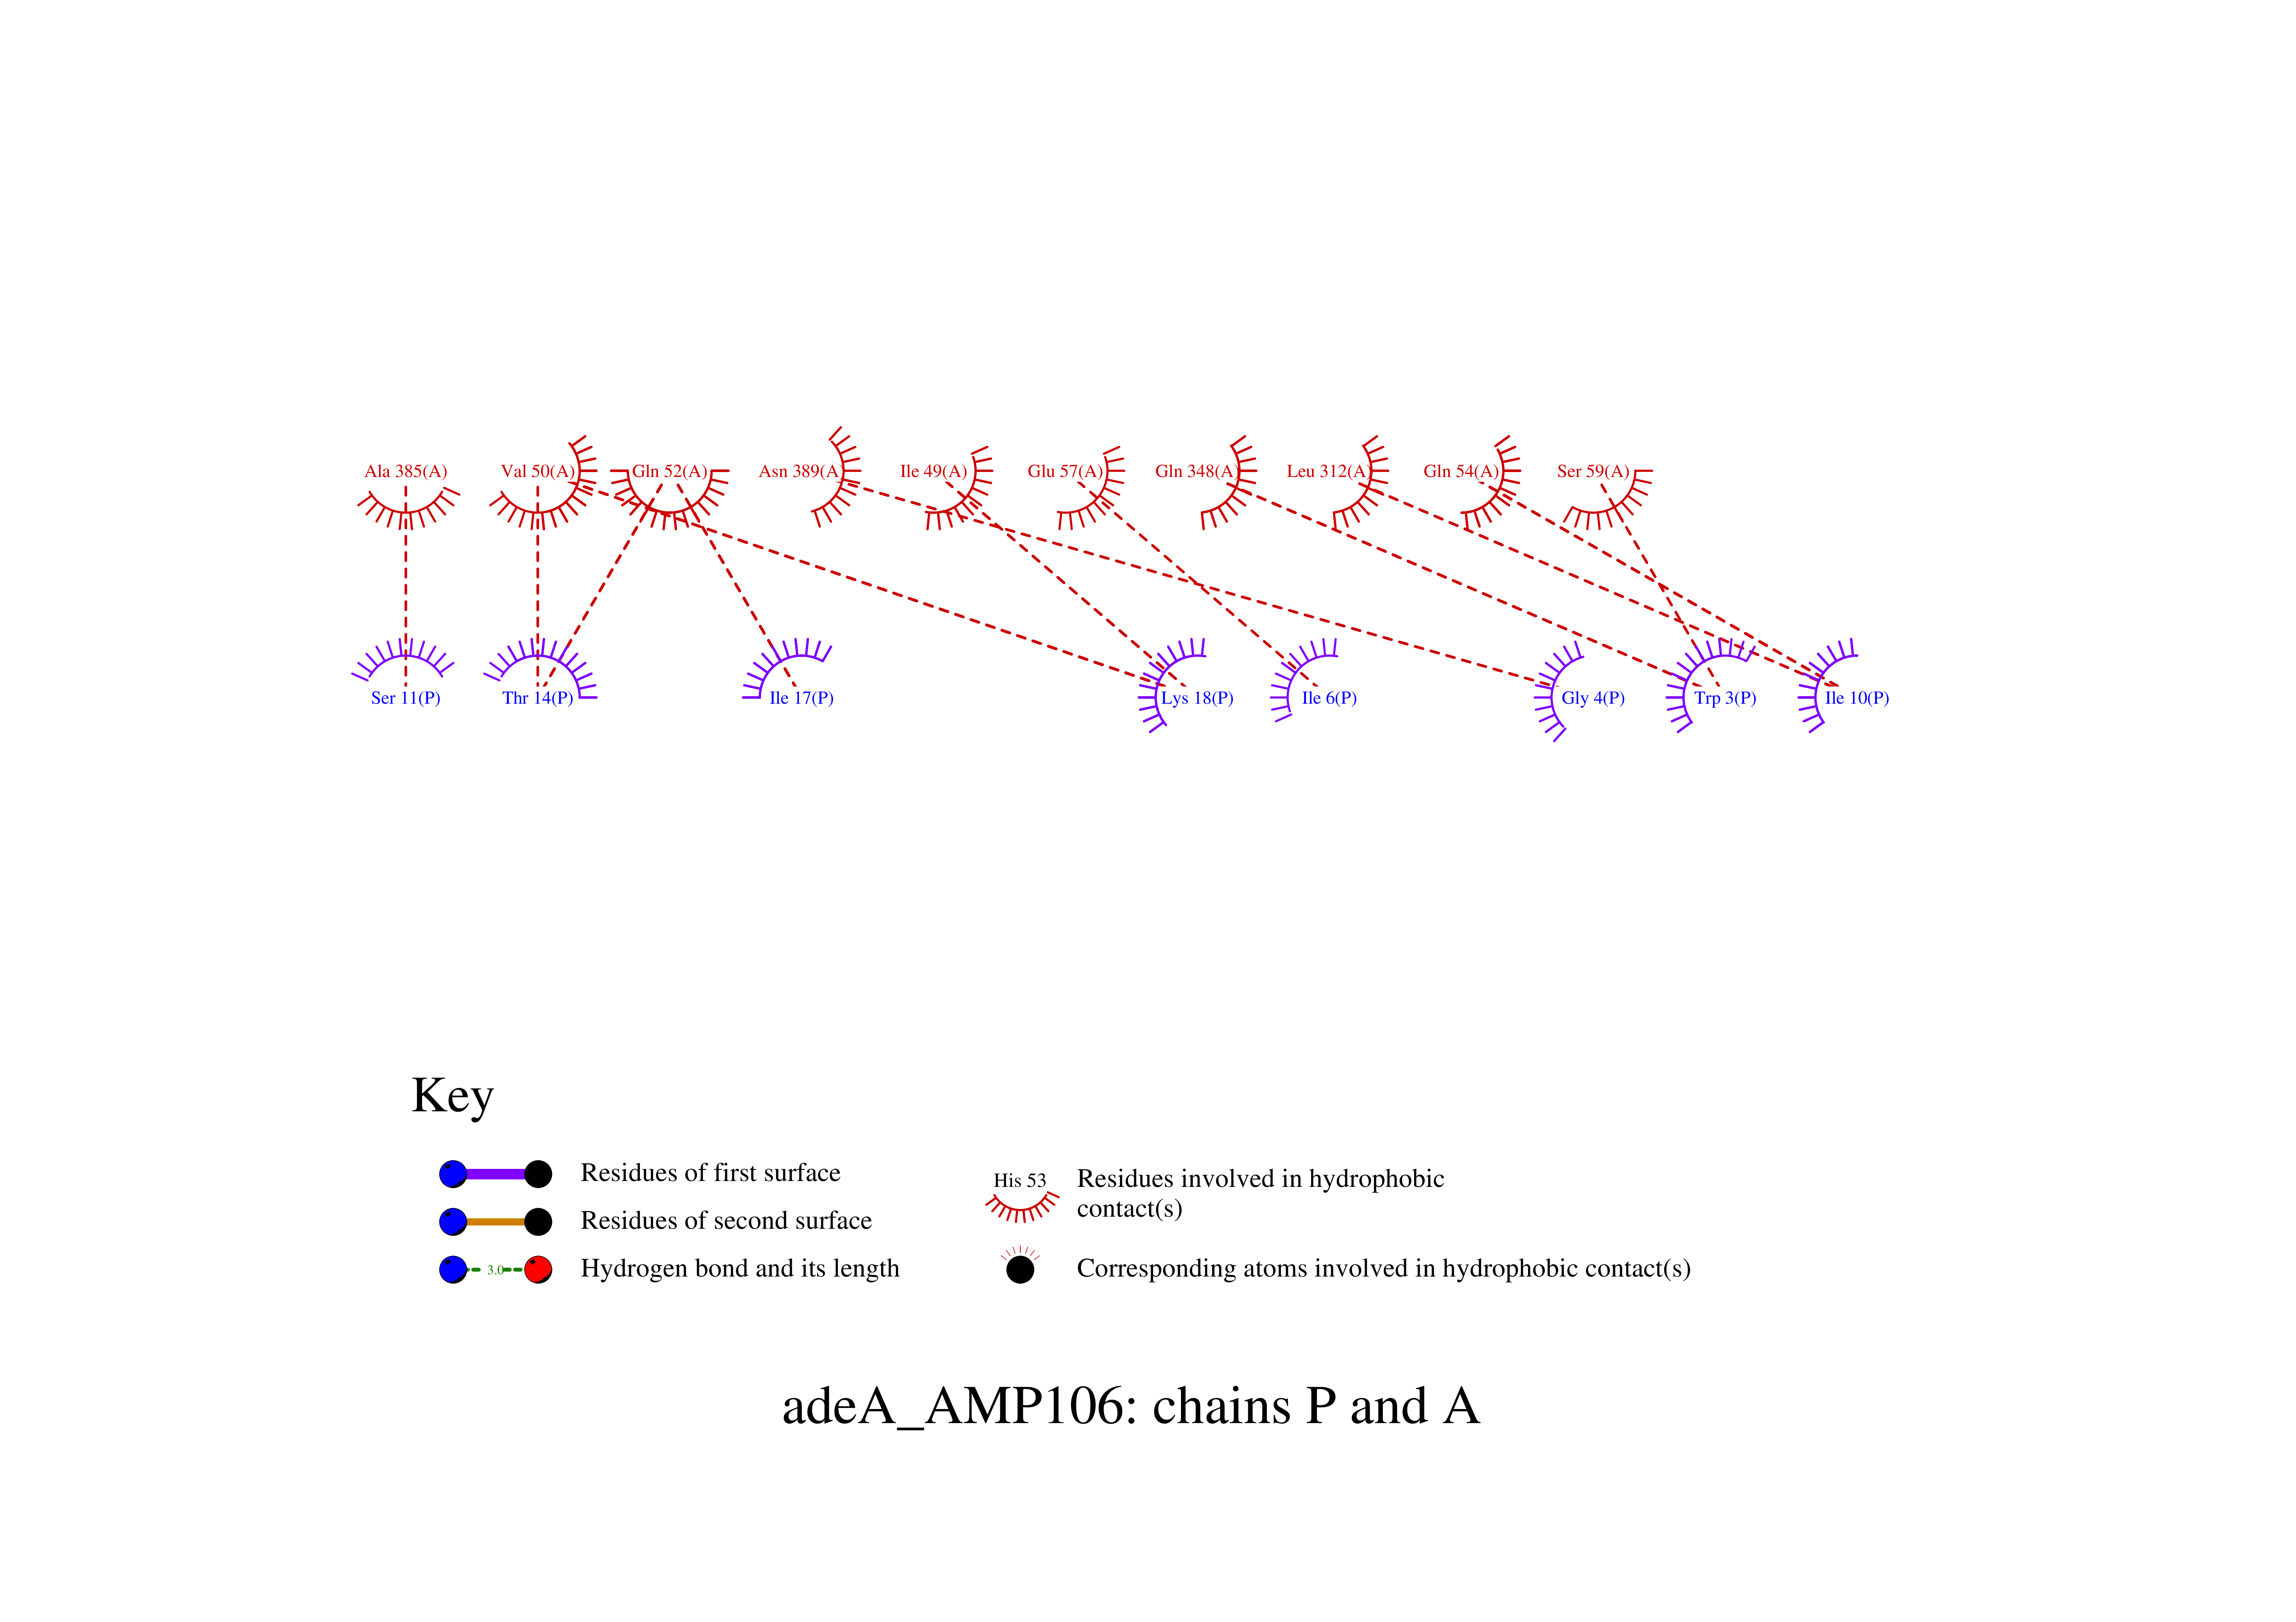 Ala 385(A) Val 50(A) Gln 52(A) Asn 389(A) Ile 49(A) Glu 57(A) Gln 348(A) Leu 312(A) Gln 54(A) Ser 59(A)
Ser 11(P) Thr 14(P) Ile 17(P) Lys 18(P) Ile 6(P) Gly 4(P) Trp 3(P) Ile 10(P)
Key
Residues of first surface
Residues of second surface
3.0 Hydrogen bond and its length
His 53 Residues involved in hydrophobic
contact(s)
Corresponding atoms involved in hydrophobic contact(s)
adeA_AMP106: chains P and A